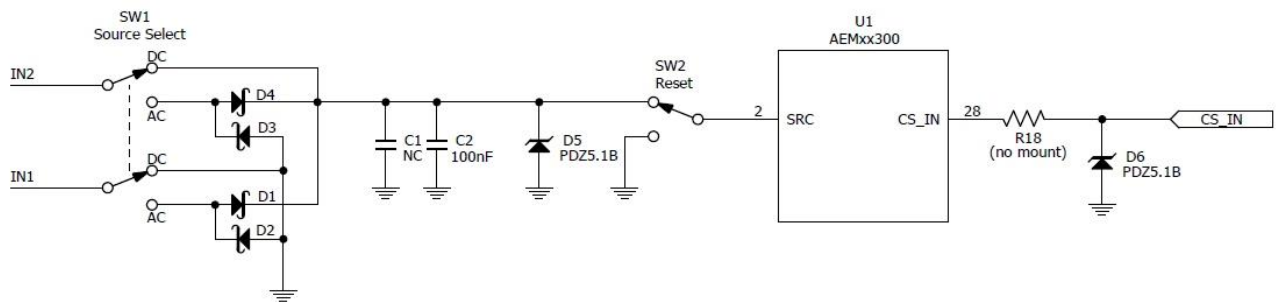 SW1
Source Select
U1
AEMxx300
DC
IN2
SW2
Reset
D4
AC
D3
2
SRC
CS_IN
28
CS_IN
C1
NC
C2
100nF
D5
PDZ5.1B
R18
(no mount)
D6
PDZ5.1B
DC
IN1
D1
AC
D2